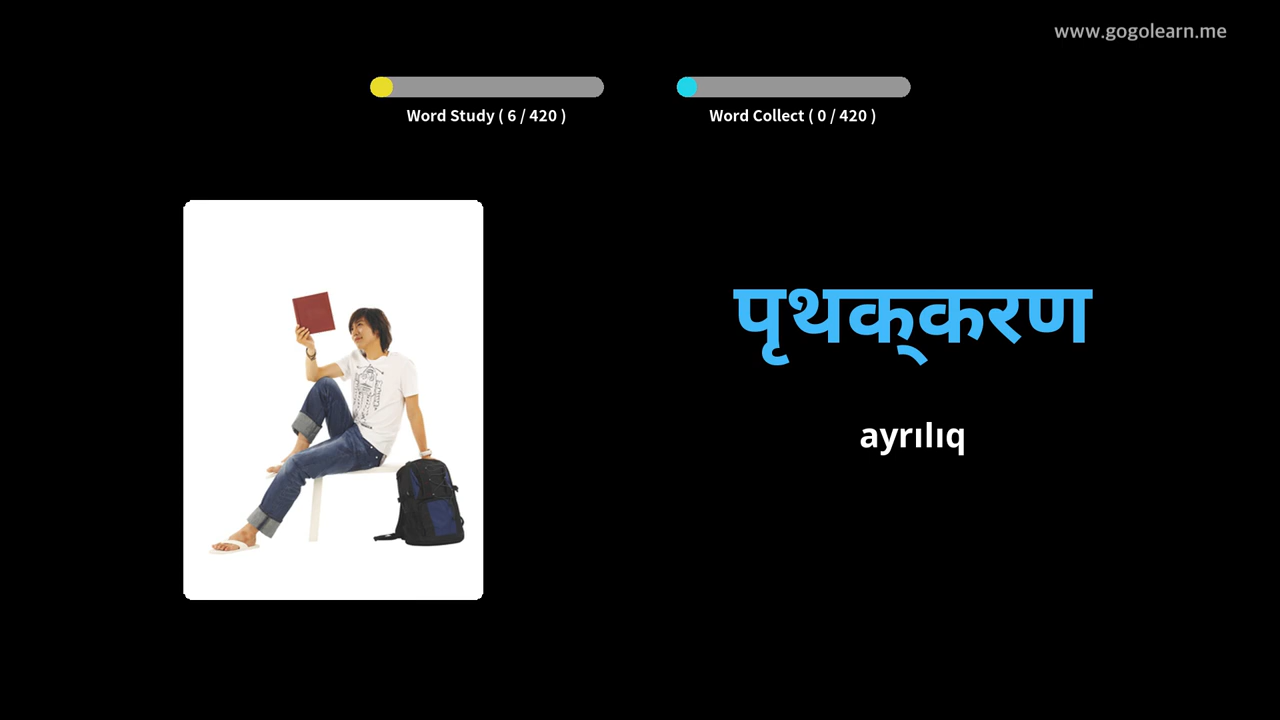 www.gogolearn.me
Word Study ( 6 / 420 )
Word Collect ( 0 / 420 )
पृथक्‌करण
ayrılıq